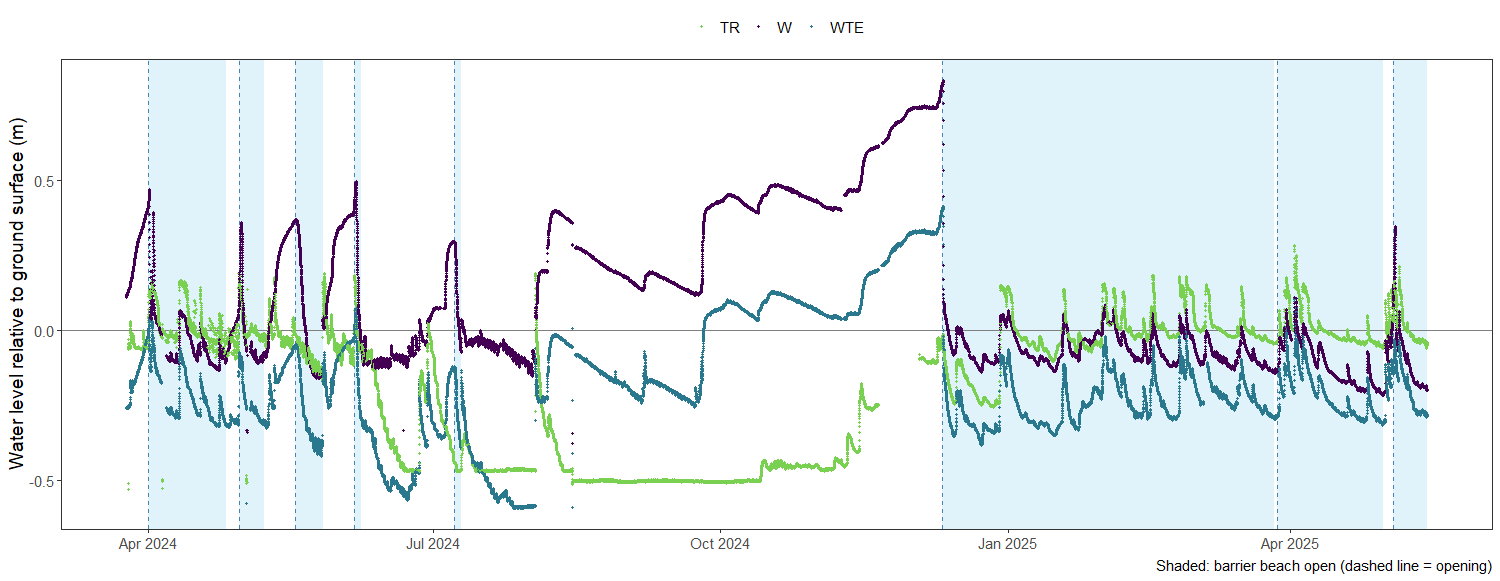 TR W WTE
Water level relative to ground surface (m)
0.5
0.0
-0.5
Apr 2024 Jul 2024 Oct 2024 Jan 2025 Apr 2025
Shaded: barrier beach open (dashed line = opening)